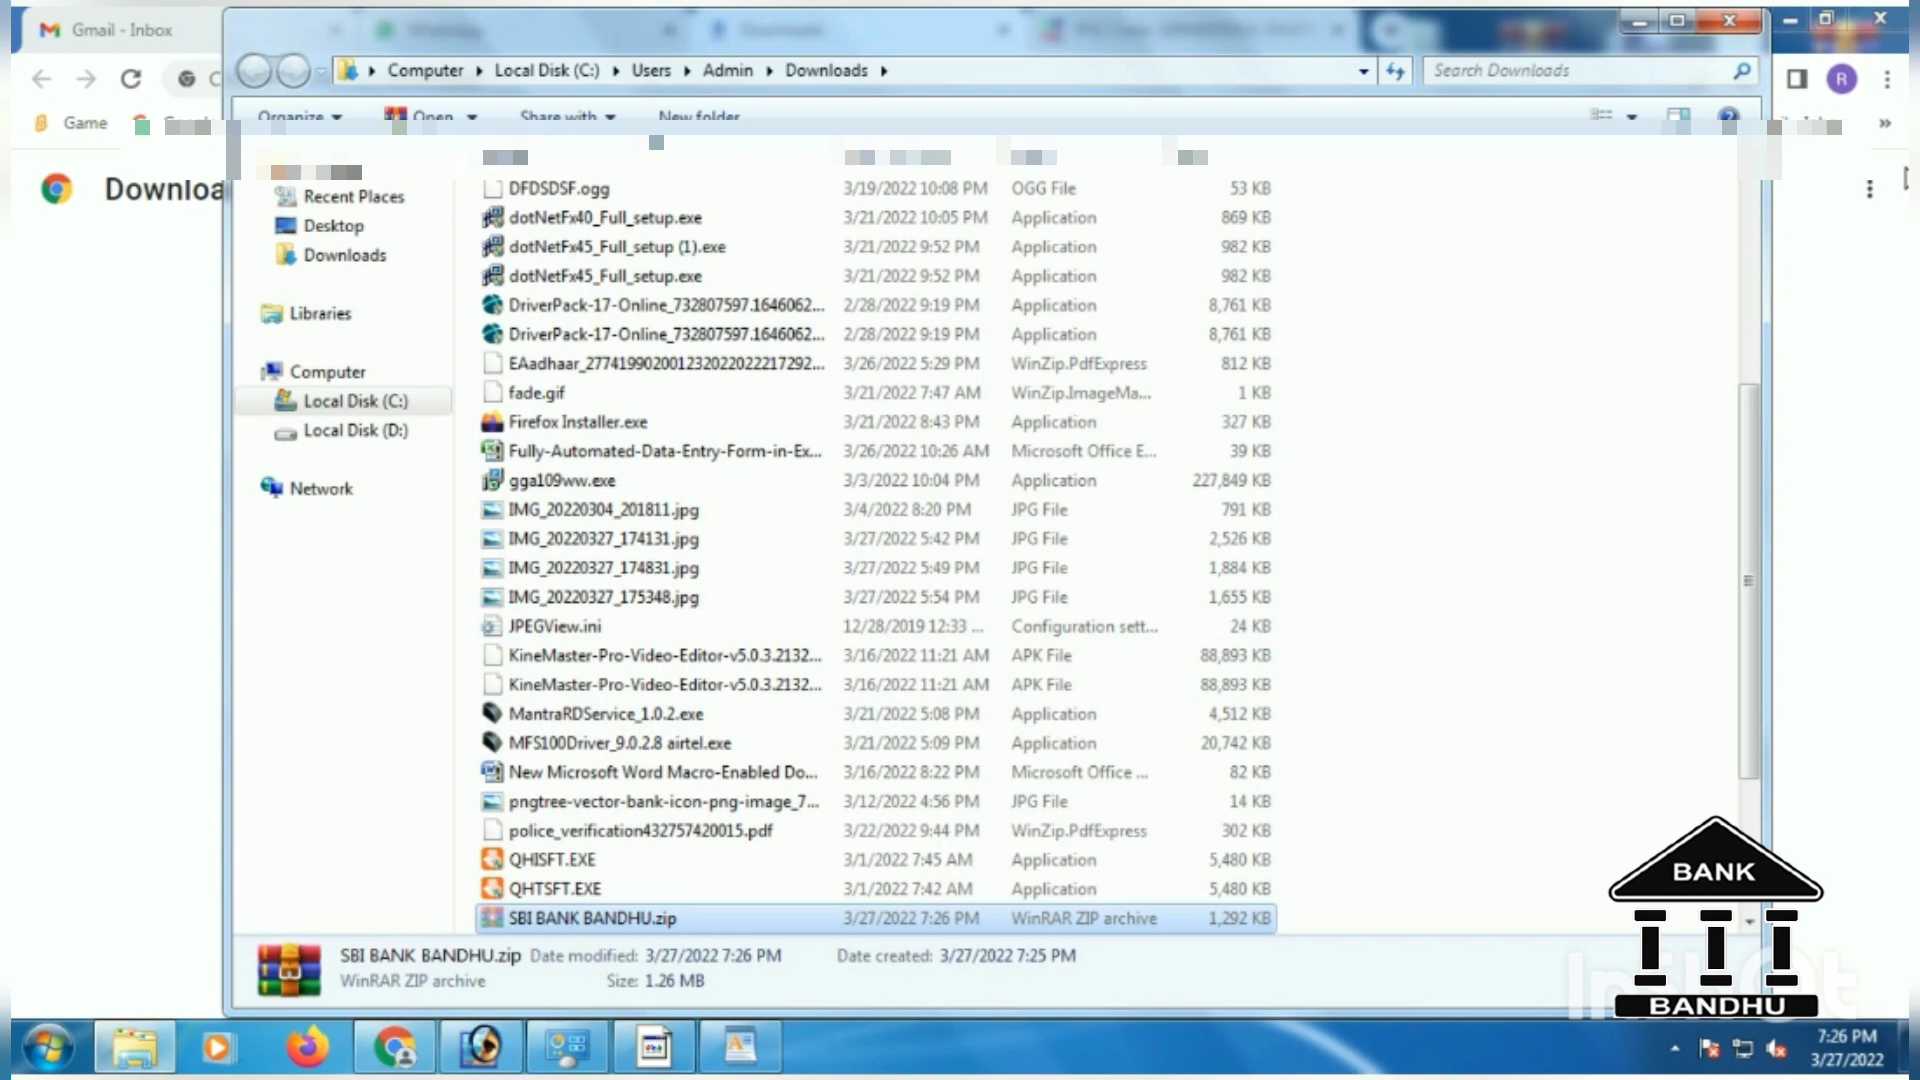 Gmail - Inbox
Computer Local Disk (C:) Users Admin Downloads
Search Downloads
Organize Open Share with New folder
Game
Downloa
Recent Places
Desktop
Downloads
Libraries
Computer
Local Disk (C:)
Local Disk (D:)
Network
DFDSDSF.ogg 3/19/2022 10:08 PM OGG File 53 KB
dotNetFx40_Full_setup.exe 3/21/2022 10:05 PM Application 869 KB
dotNetFx45_Full_setup (1).exe 3/21/2022 9:52 PM Application 982 KB
dotNetFx45_Full_setup.exe 3/21/2022 9:52 PM Application 982 KB
DriverPack-17-Online_732807597.1646062... 2/28/2022 9:19 PM Application 8,761 KB
DriverPack-17-Online_732807597.1646062... 2/28/2022 9:19 PM Application 8,761 KB
EAadhaar_277419902001232022022217292... 3/26/2022 5:29 PM WinZip.PdfExpress 812 KB
fade.gif 3/21/2022 7:47 AM WinZip.ImageMa... 1 KB
Firefox Installer.exe 3/21/2022 8:43 PM Application 327 KB
Fully-Automated-Data-Entry-Form-in-Ex... 3/26/2022 10:26 AM Microsoft Office E... 39 KB
gga109ww.exe 3/3/2022 10:04 PM Application 227,849 KB
IMG_20220304_201811.jpg 3/4/2022 8:20 PM JPG File 791 KB
IMG_20220327_174131.jpg 3/27/2022 5:42 PM JPG File 2,526 KB
IMG_20220327_174831.jpg 3/27/2022 5:49 PM JPG File 1,884 KB
IMG_20220327_175348.jpg 3/27/2022 5:54 PM JPG File 1,655 KB
JPEGView.ini 12/28/2019 12:33 ... Configuration sett... 24 KB
KineMaster-Pro-Video-Editor-v5.0.3.2132... 3/16/2022 11:21 AM APK File 88,893 KB
KineMaster-Pro-Video-Editor-v5.0.3.2132... 3/16/2022 11:21 AM APK File 88,893 KB
MantraRDService_1.0.2.exe 3/21/2022 5:08 PM Application 4,512 KB
MFS100Driver_9.0.2.8 airtel.exe 3/21/2022 5:09 PM Application 20,742 KB
New Microsoft Word Macro-Enabled Do... 3/16/2022 8:22 PM Microsoft Office ... 82 KB
pngtree-vector-bank-icon-png-image_7... 3/12/2022 4:56 PM JPG File 14 KB
police_verification432757420015.pdf 3/22/2022 9:44 PM WinZip.PdfExpress 302 KB
QHISFT.EXE 3/1/2022 7:45 AM Application 5,480 KB
QHTSFT.EXE 3/1/2022 7:42 AM Application 5,480 KB
SBI BANK BANDHU.zip 3/27/2022 7:26 PM WinRAR ZIP archive 1,292 KB
SBI BANK BANDHU.zip Date modified: 3/27/2022 7:26 PM Date created: 3/27/2022 7:25 PM
WinRAR ZIP archive Size: 1.26 MB
R
BANK
BANDHU
InShOt
7:26 PM
3/27/2022